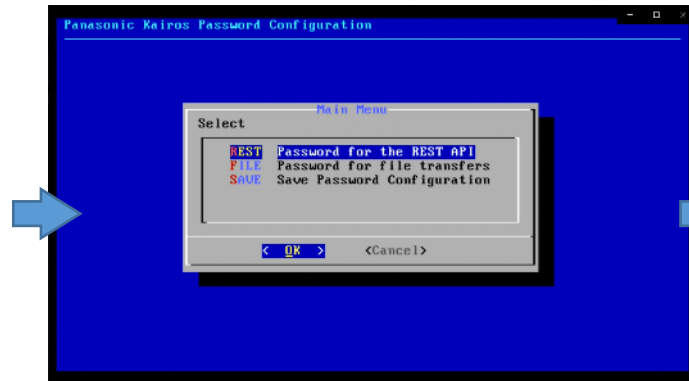 Panasonic Kairos Password Configuration
Main Menu
Select
REST Password for the REST API
FILE Password for file transfers
SAVE Save Password Configuration
< OK > <Cancel>